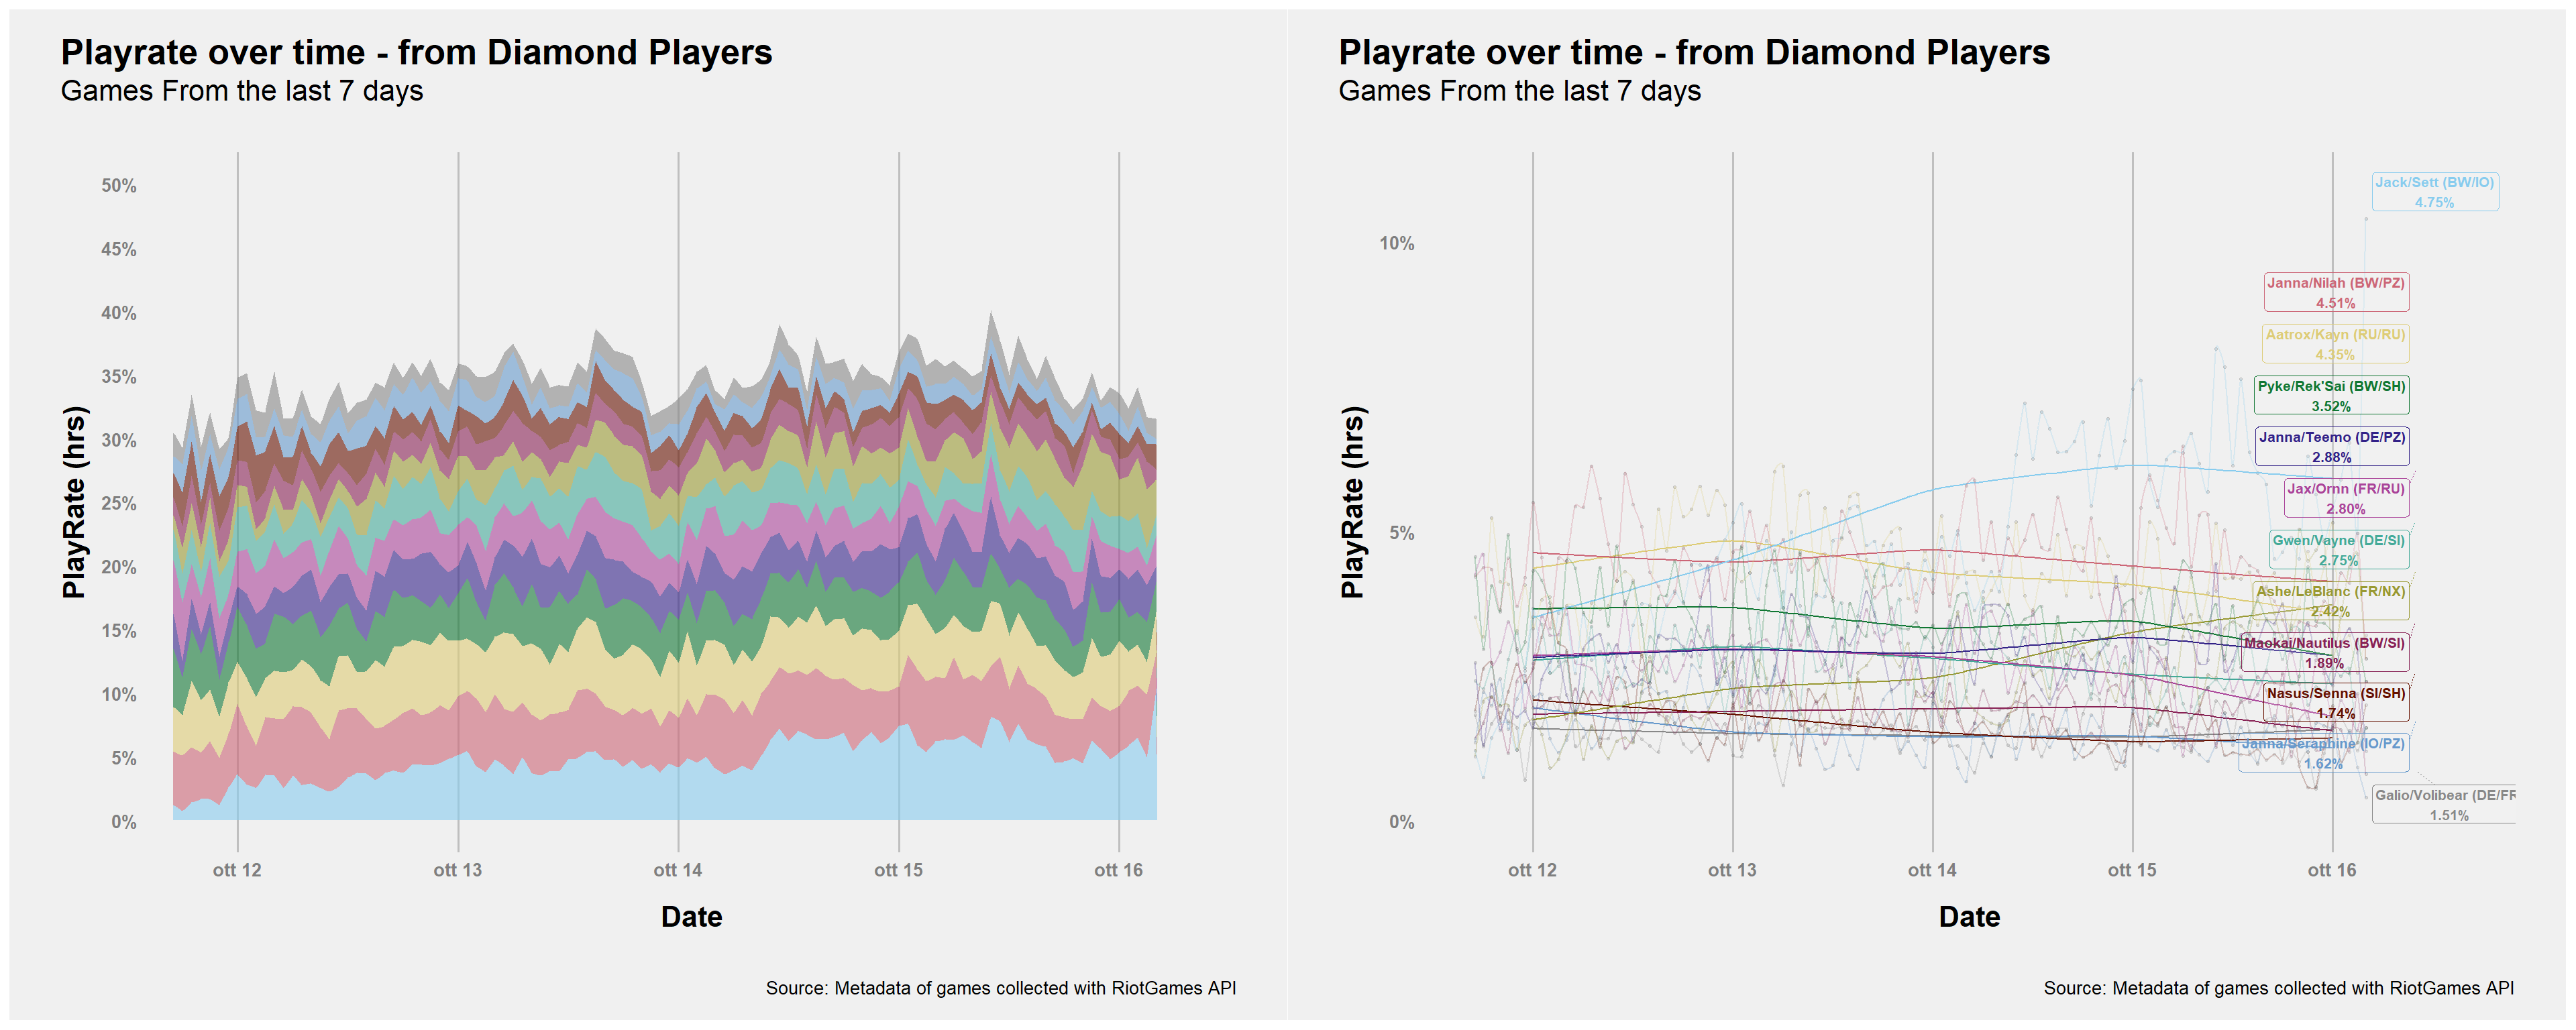 Playrate over time - from Diamond Players
Games From the last 7 days
PlayRate (hrs)
50%
45%
40%
35%
30%
25%
20%
15%
10%
5%
0%
ott 12
ott 13
ott 14
ott 15
ott 16
Date
Source: Metadata of games collected with RiotGames API
Playrate over time - from Diamond Players
Games From the last 7 days
PlayRate (hrs)
10%
5%
0%
Jack/Sett (BW/IO)
4.75%
Janna/Nilah (BW/PZ)
4.51%
Aatrox/Kayn (RU/RU)
4.35%
Pyke/Rek'Sai (BW/SH)
3.52%
Janna/Teemo (DE/PZ)
2.88%
Jax/Ornn (FR/RU)
2.80%
Gwen/Vayne (DE/SI)
2.75%
Ashe/LeBlanc (FR/NX)
2.42%
Maokai/Nautilus (BW/SI)
1.89%
Nasus/Senna (SI/SH)
1.74%
Janna/Seraphine (IO/PZ)
1.62%
Galio/Volibear (DE/FR
1.51%
ott 12
ott 13
ott 14
ott 15
ott 16
Date
Source: Metadata of games collected with RiotGames API